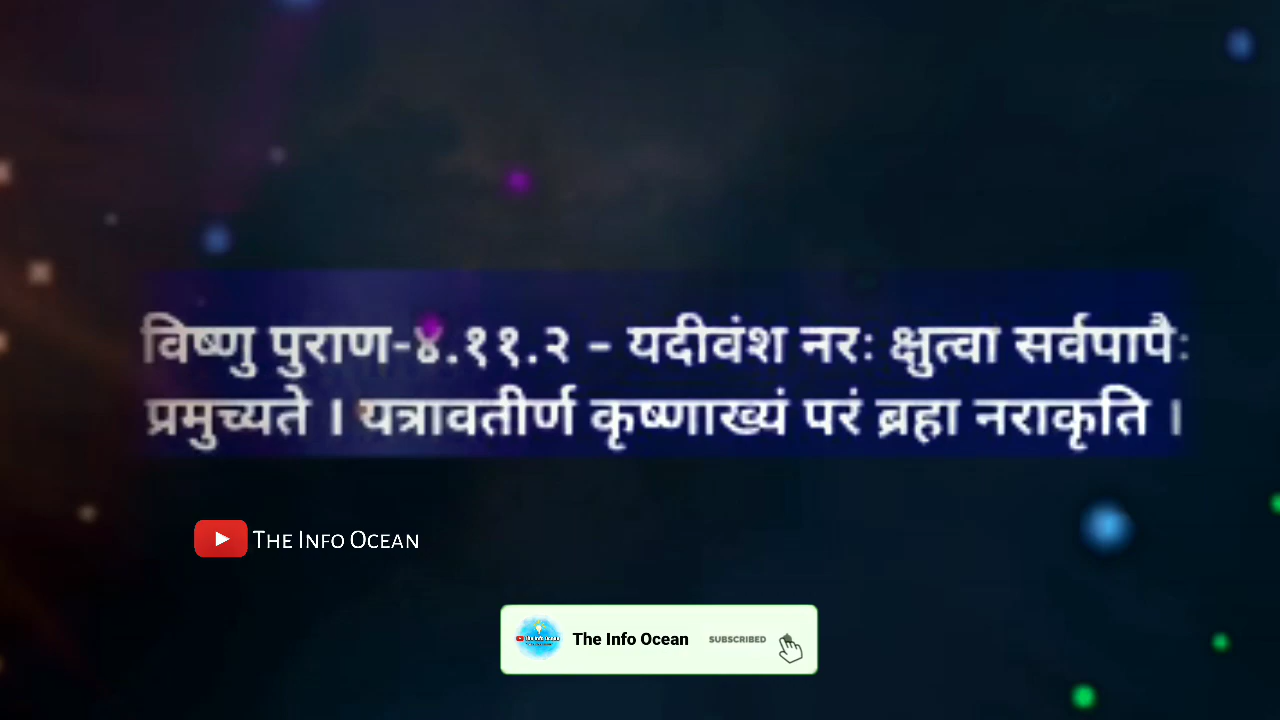 विष्णु पुराण-४.११.२ – यदीवंश नरः क्षुत्वा सर्वपापैः
प्रमुच्यते । यत्रावतीर्ण कृष्णाख्यं परं ब्रहा नराकृति ।
The Info Ocean
The Info Ocean SUBSCRIBED